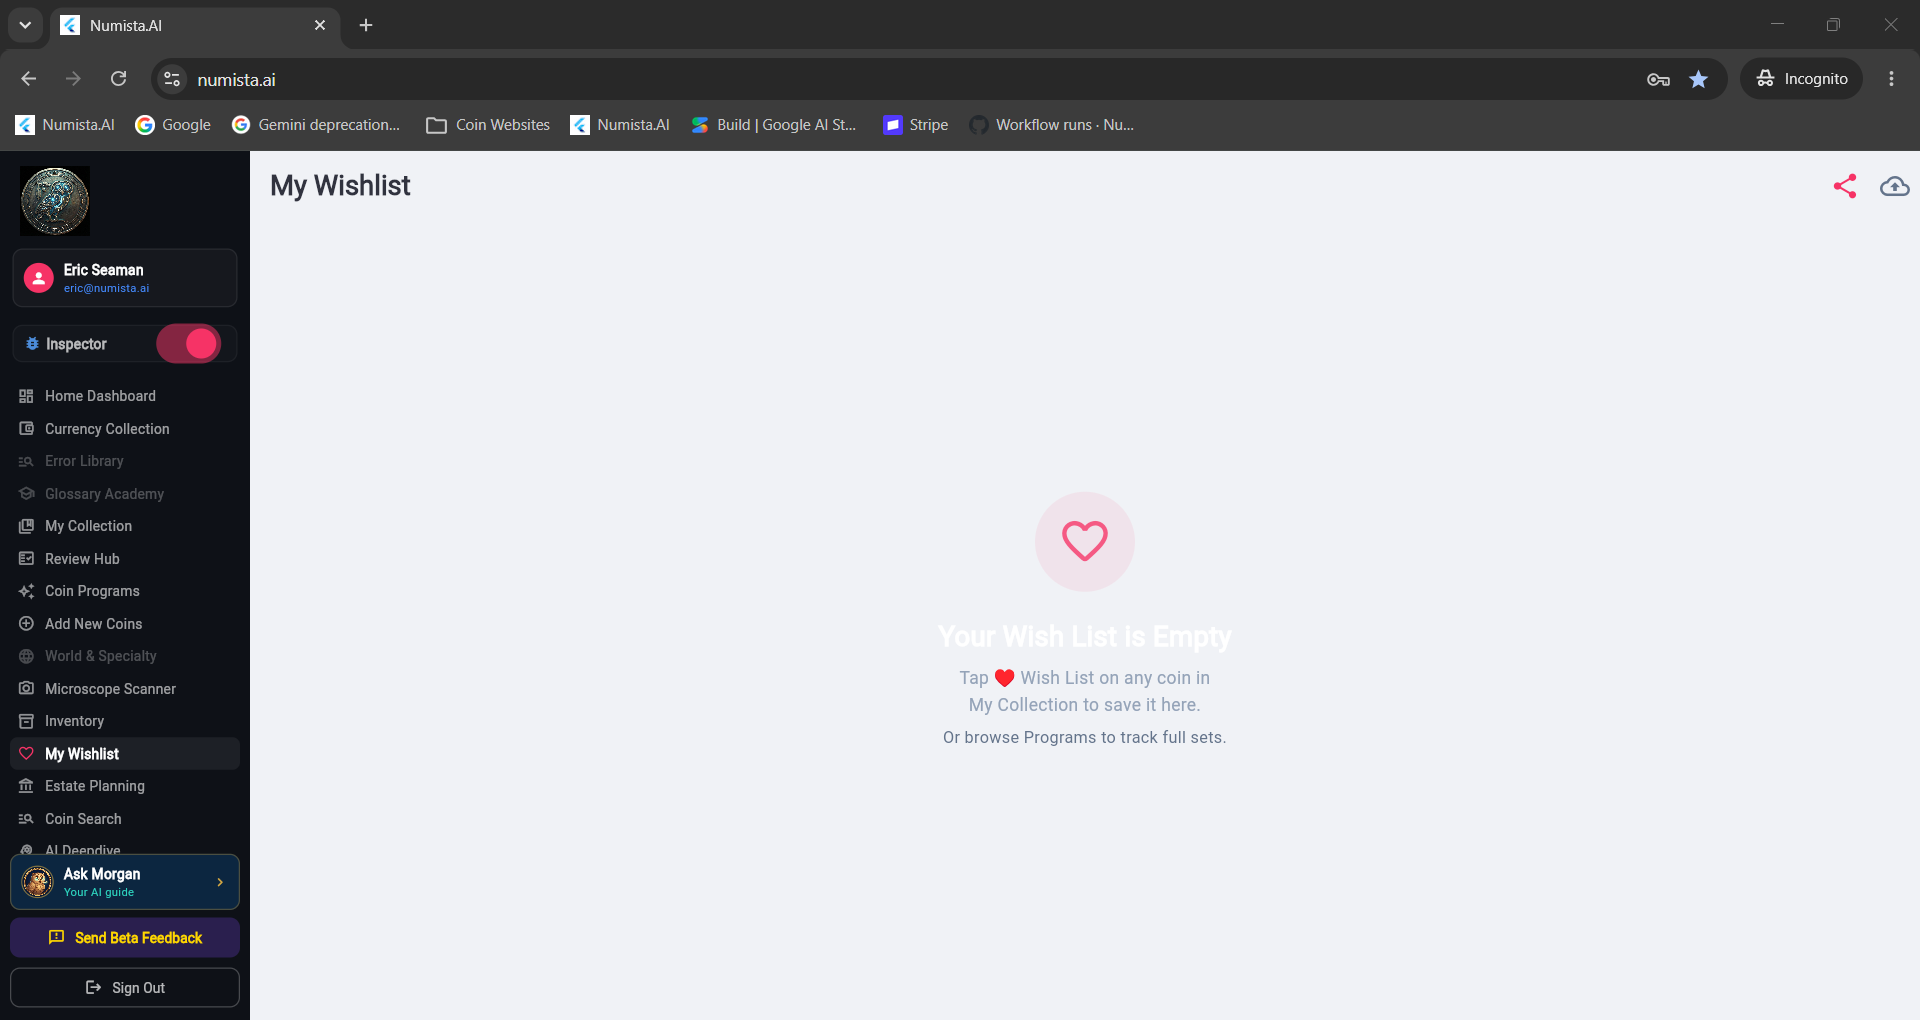 Numista.AI
numista.ai
Incognito
Numista.AI
Google
Gemini deprecation...
Coin Websites
Numista.AI
Build | Google AI St...
Stripe
Workflow runs · Nu...
My Wishlist
Eric Seaman
eric@numista.ai
Inspector
Home Dashboard
Currency Collection
Error Library
Glossary Academy
My Collection
Review Hub
Coin Programs
Add New Coins
World & Specialty
Microscope Scanner
Inventory
My Wishlist
Estate Planning
Coin Search
AI Deepdive
Ask Morgan
Your AI guide
Send Beta Feedback
Sign Out
Your Wish List is Empty
Tap ❤️ Wish List on any coin in
My Collection to save it here.
Or browse Programs to track full sets.